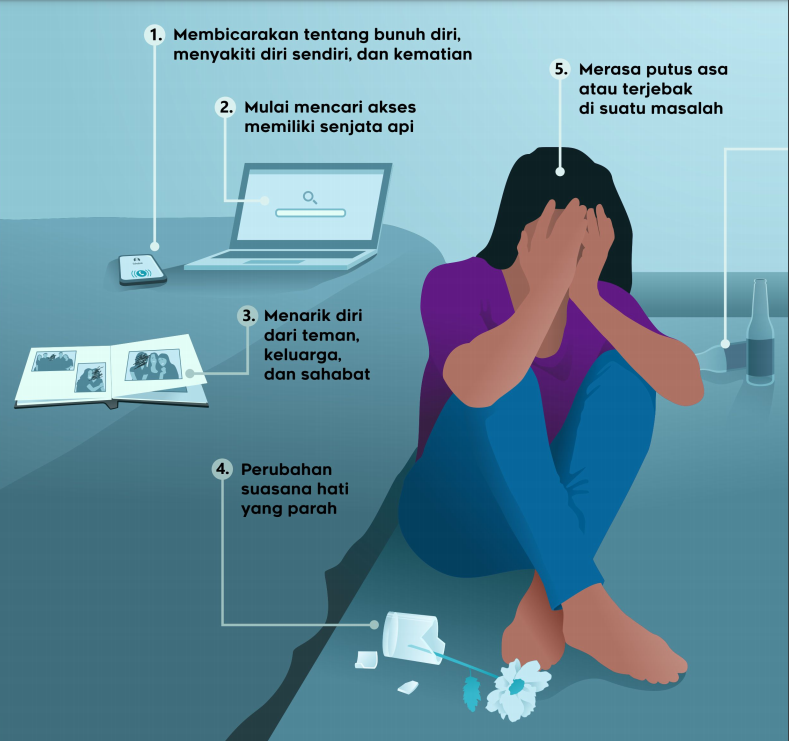 1. Membicarakan tentang bunuh diri,
menyakiti diri sendiri, dan kematian
2. Mulai mencari akses
memiliki senjata api
3. Menarik diri
dari teman,
keluarga,
dan sahabat
4. Perubahan
suasana hati
yang parah
5. Merasa putus asa
atau terjebak
di suatu masalah